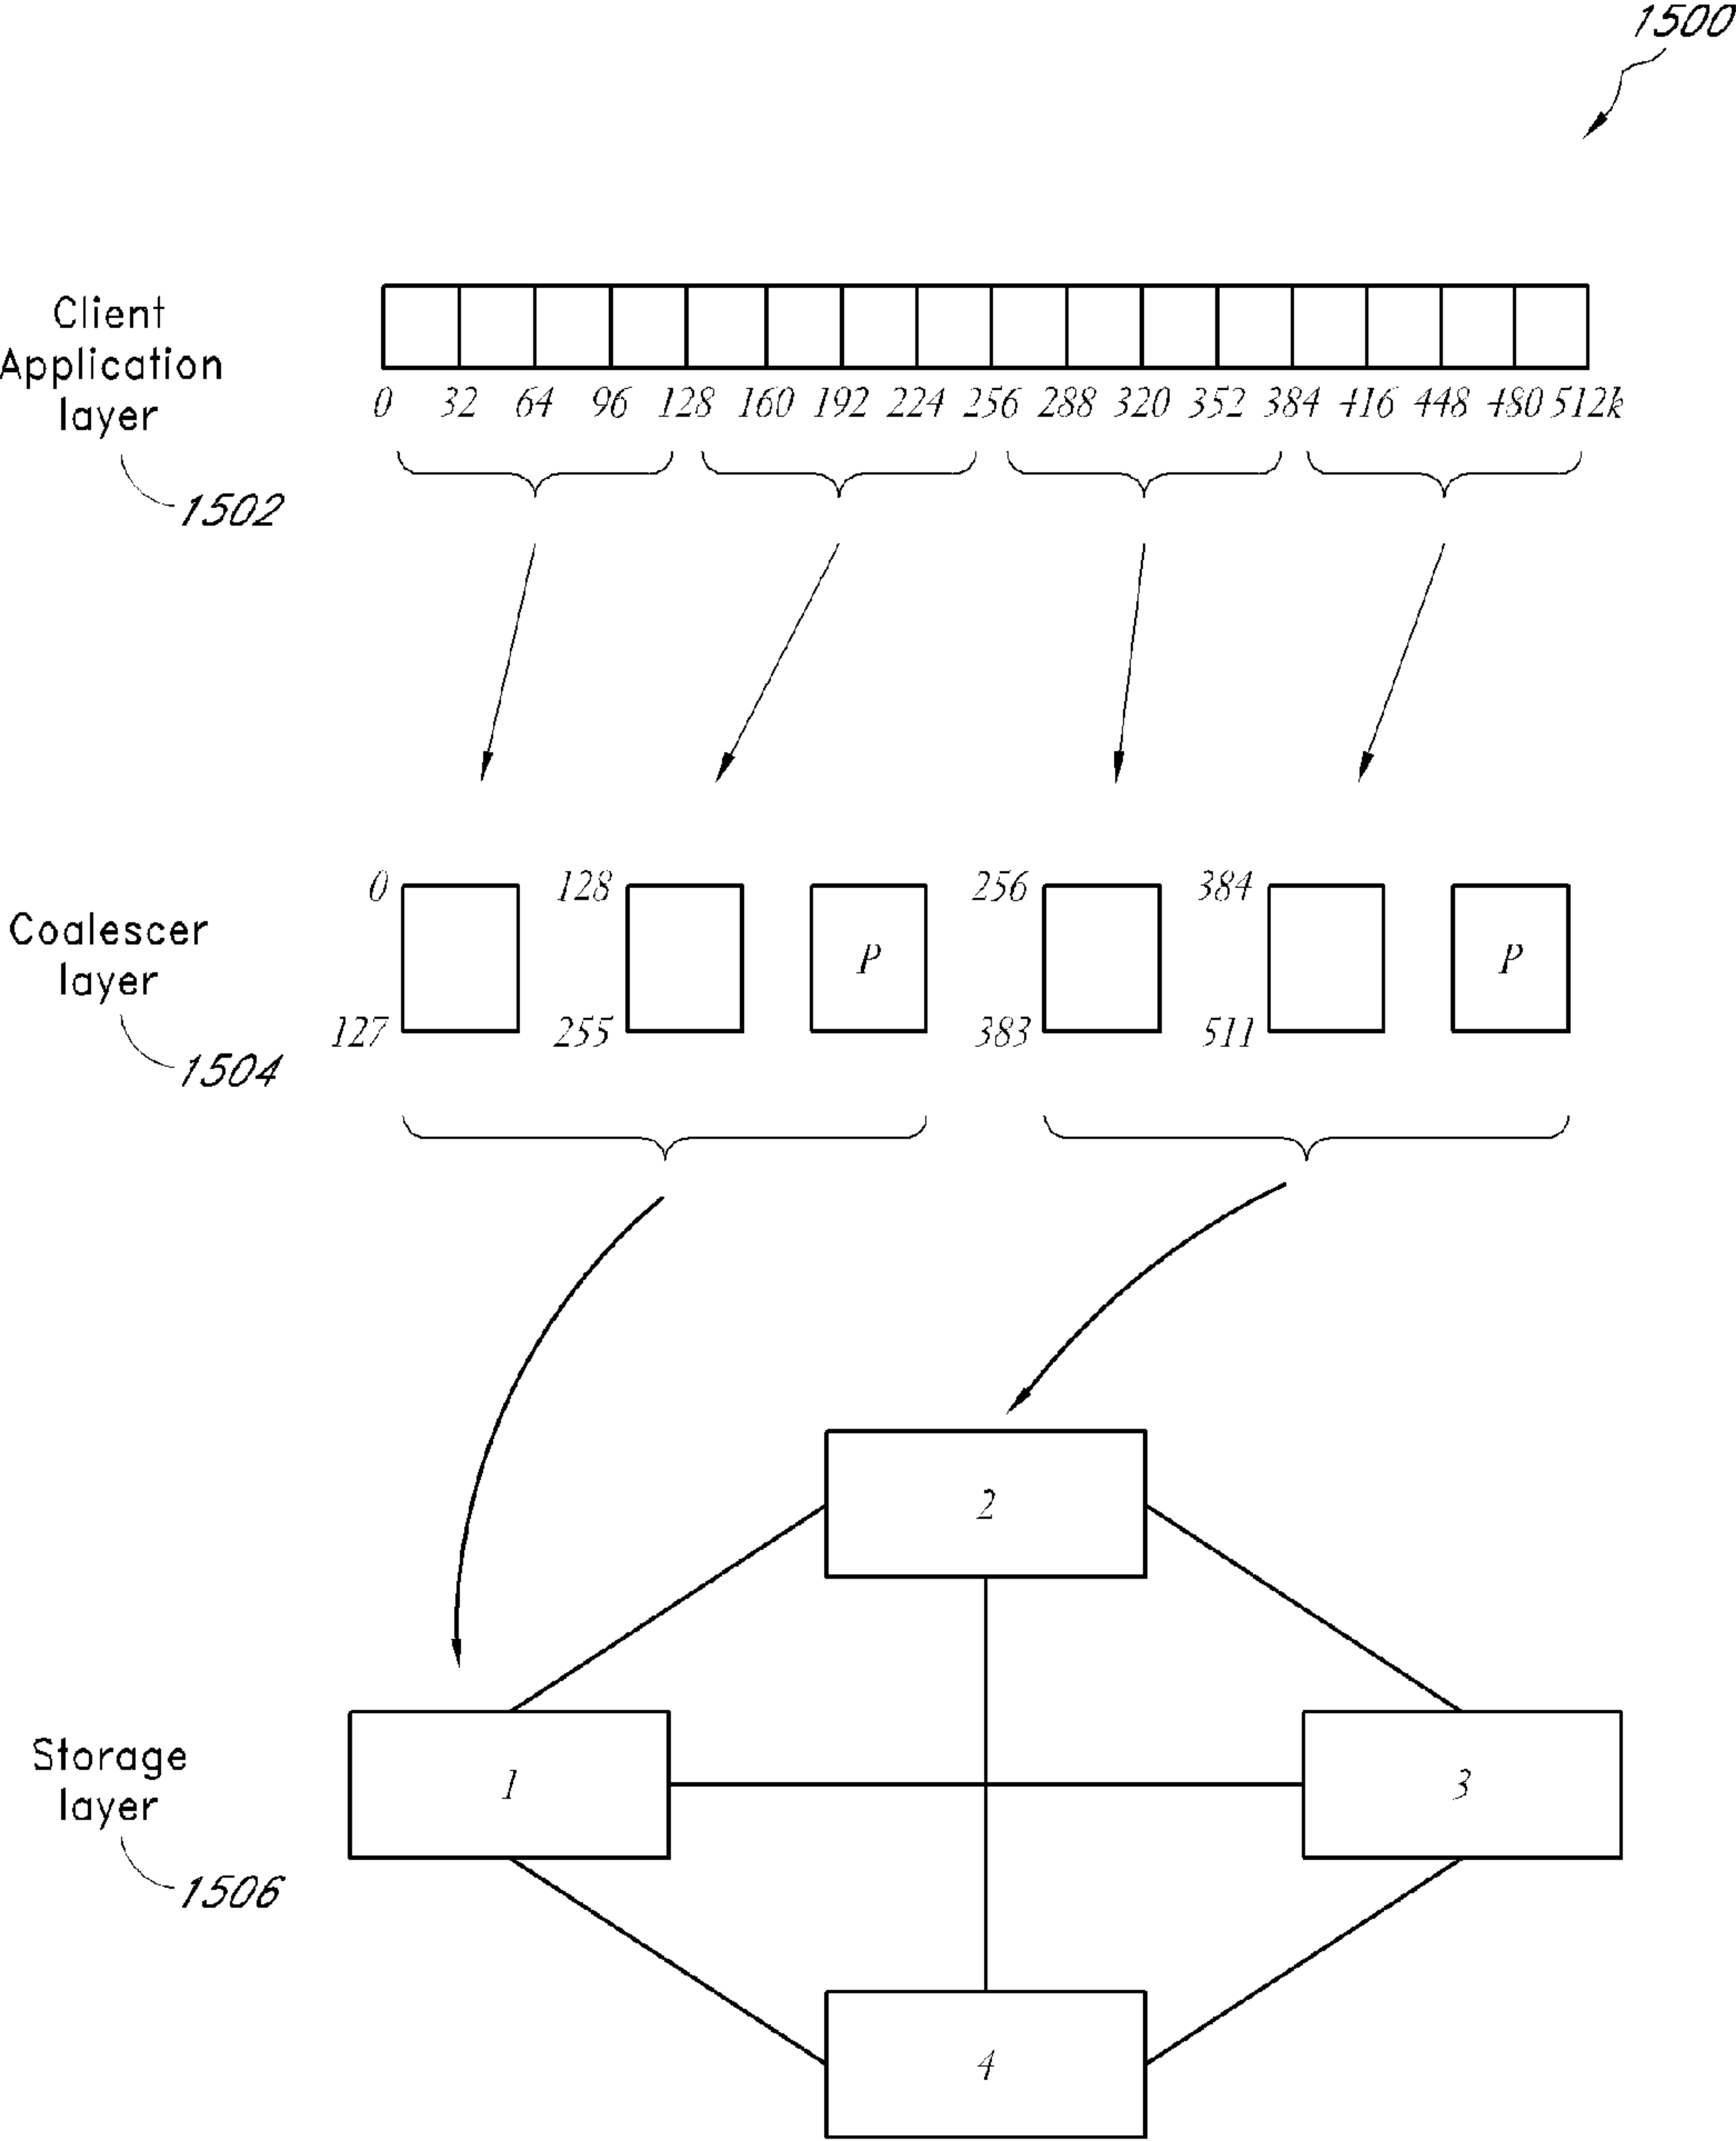 1500
Client
Application
layer
1502
0 32 64 96 128 160 192 224 256 288 320 352 384 416 448 480 512k
Coalescer
layer
1504
0 128 256 384
P P
127 255 383 511
2
Storage
layer
1506
1 3
4